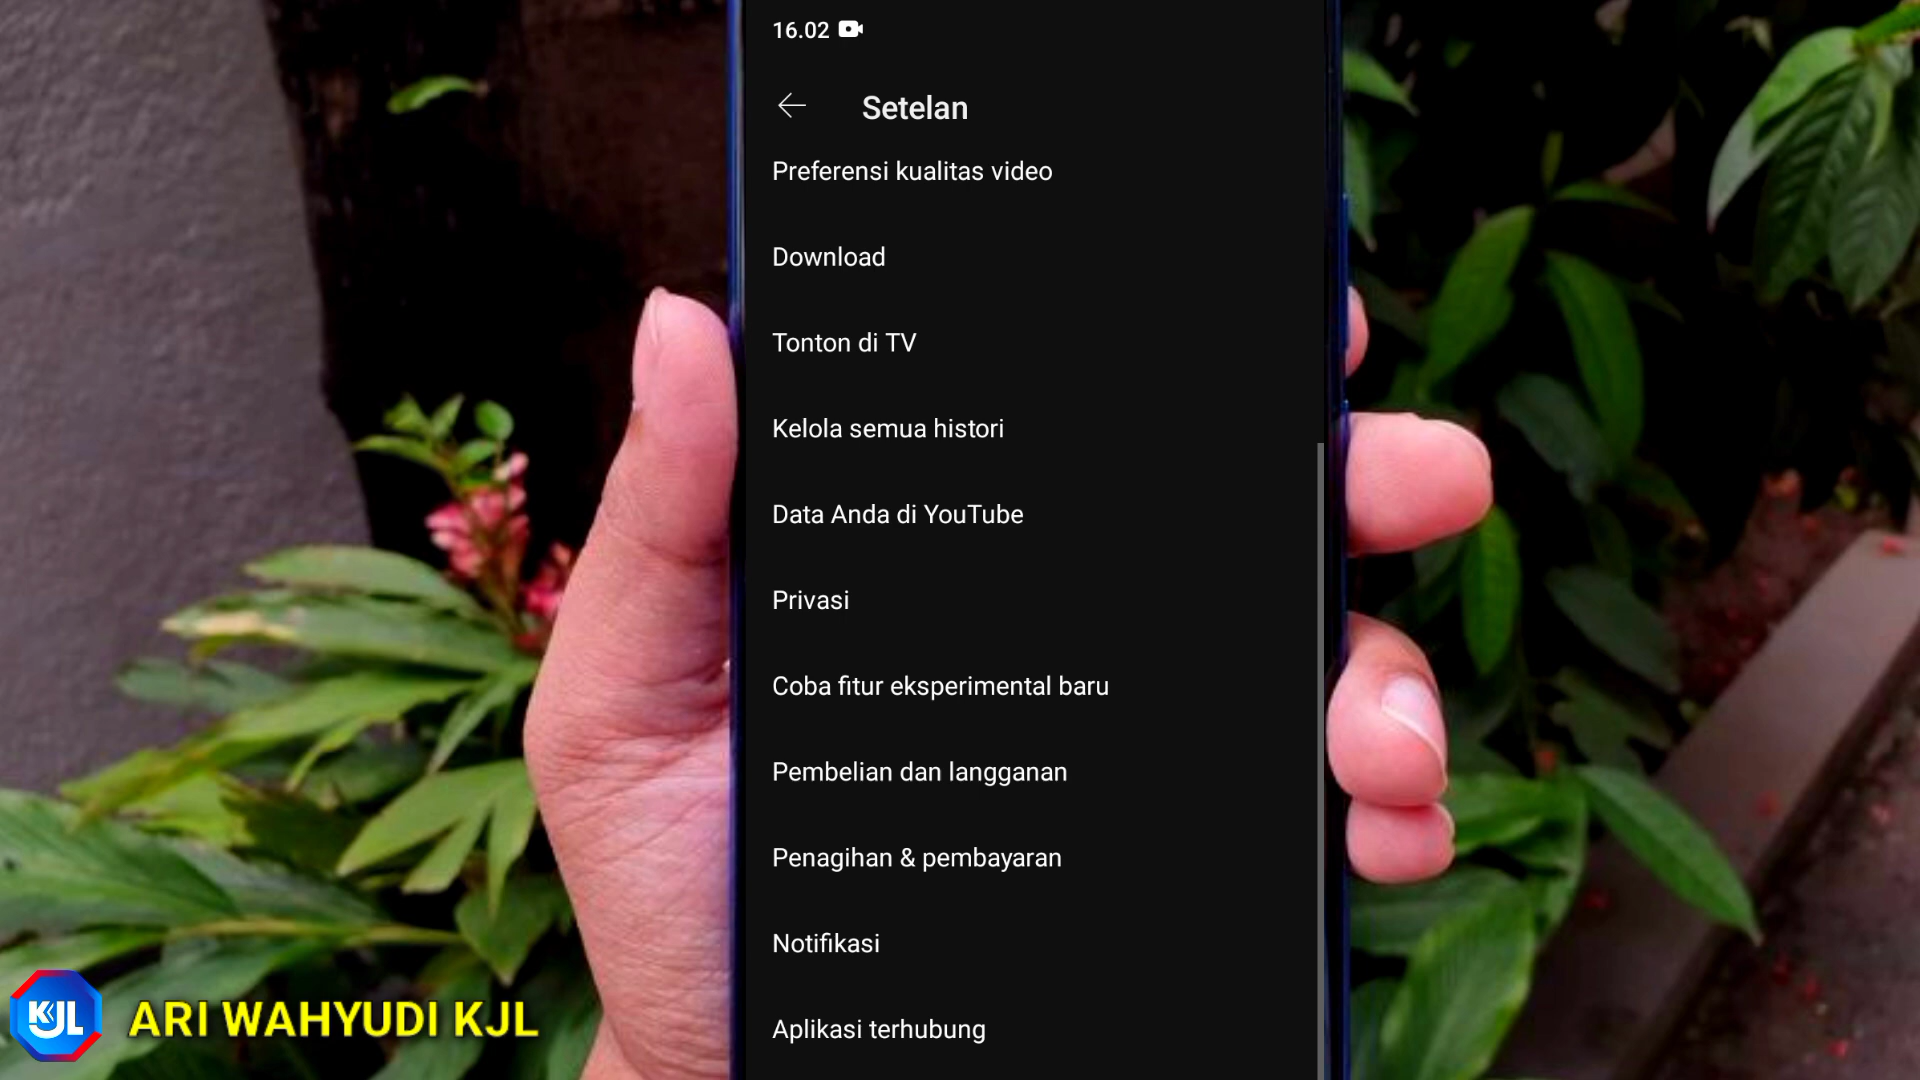 16.02
Setelan
Preferensi kualitas video
Download
Tonton di TV
Kelola semua histori
Data Anda di YouTube
Privasi
Coba fitur eksperimental baru
Pembelian dan langganan
Penagihan & pembayaran
Notifikasi
Aplikasi terhubung
KJL ARI WAHYUDI KJL